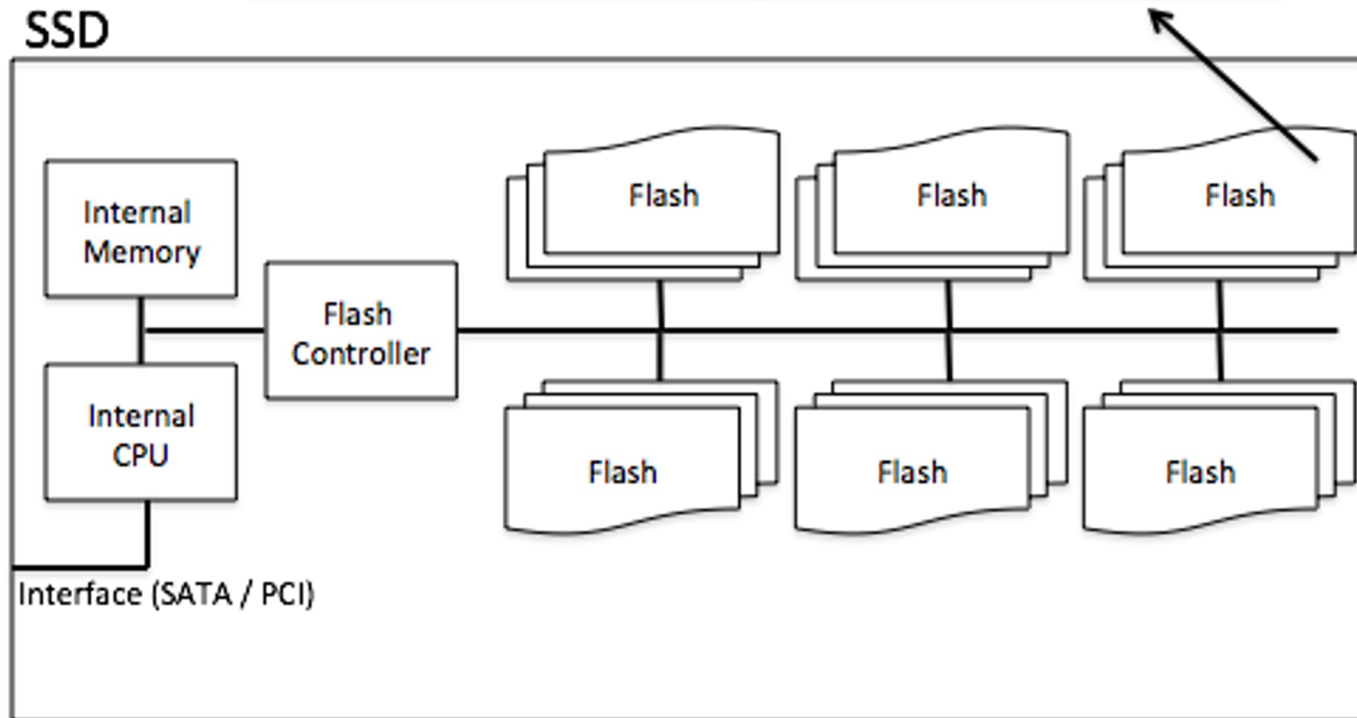 SSD
Internal
Memory
Flash
Controller
Internal
CPU
Flash
Flash
Flash
Flash
Flash
Flash
Interface (SATA / PCI)